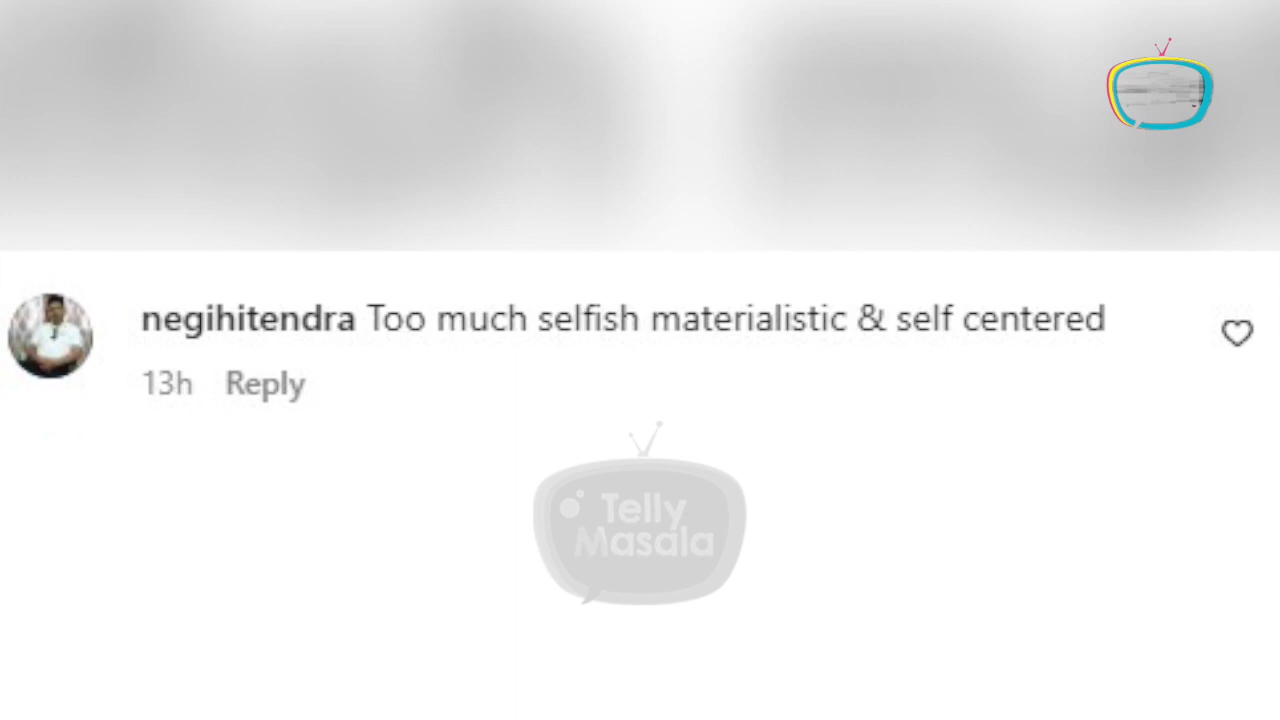 negihitendra Too much selfish materialistic & self centered
13h Reply
Telly
Masala